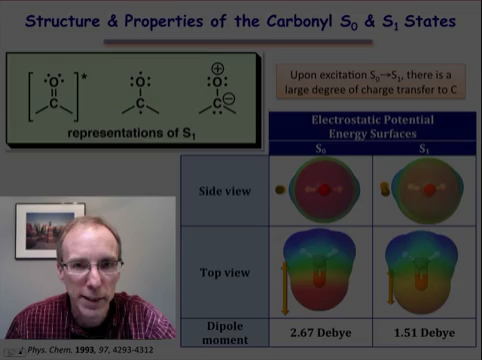 Structure & Properties of the Carbonyl S₀ & S₁ States
[ O C ]*
O C
⊕ O C ⊖
representations of S₁
Upon excitation S₀→S₁, there is a
large degree of charge transfer to C
Electrostatic Potential
Energy Surfaces
S₀ S₁
Side view
Top view
Dipole
moment
2.67 Debye 1.51 Debye
J. Phys. Chem. 1993, 97, 4293-4312